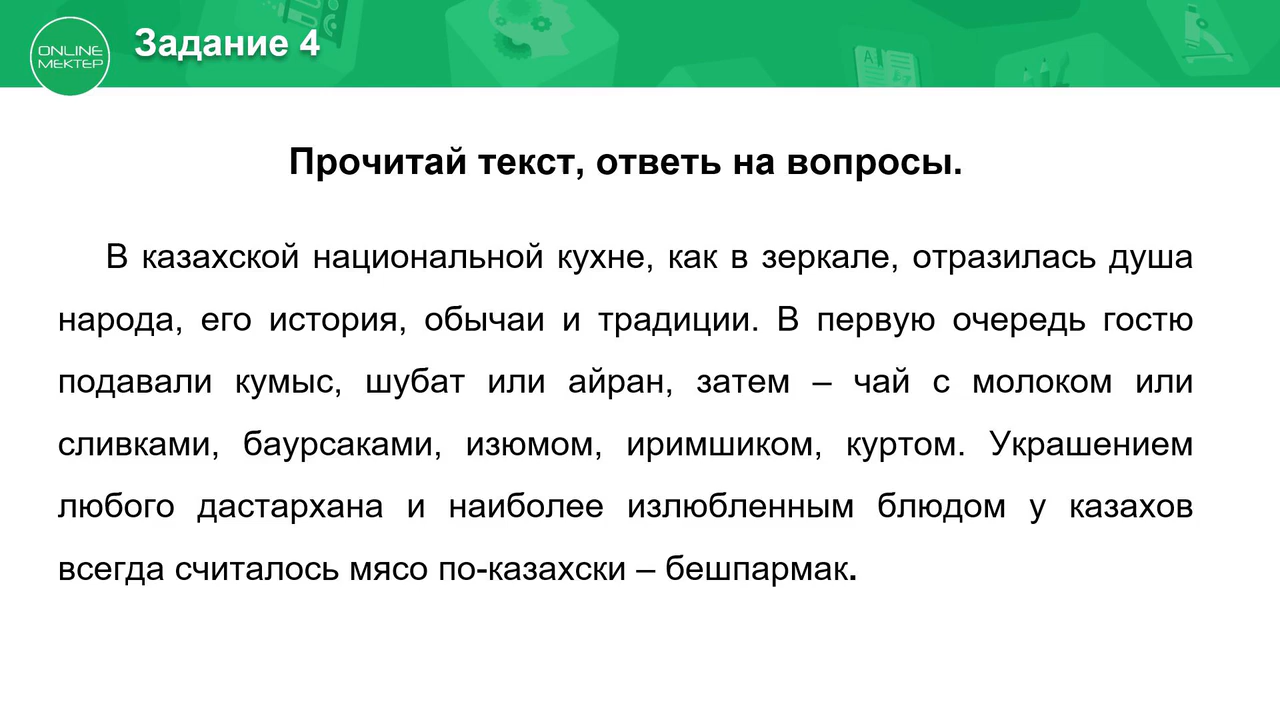 ONLINE
МЕКТЕР
Задание 4
Прочитай текст, ответь на вопросы.
В казахской национальной кухне, как в зеркале, отразилась душа
народа, его история, обычаи и традиции. В первую очередь гостю
подавали кумыс, шубат или айран, затем – чай с молоком или
сливками, баурсаками, изюмом, иримшиком, куртом. Украшением
любого дастархана и наиболее излюбленным блюдом у казахов
всегда считалось мясо по-казахски – бешпармак.